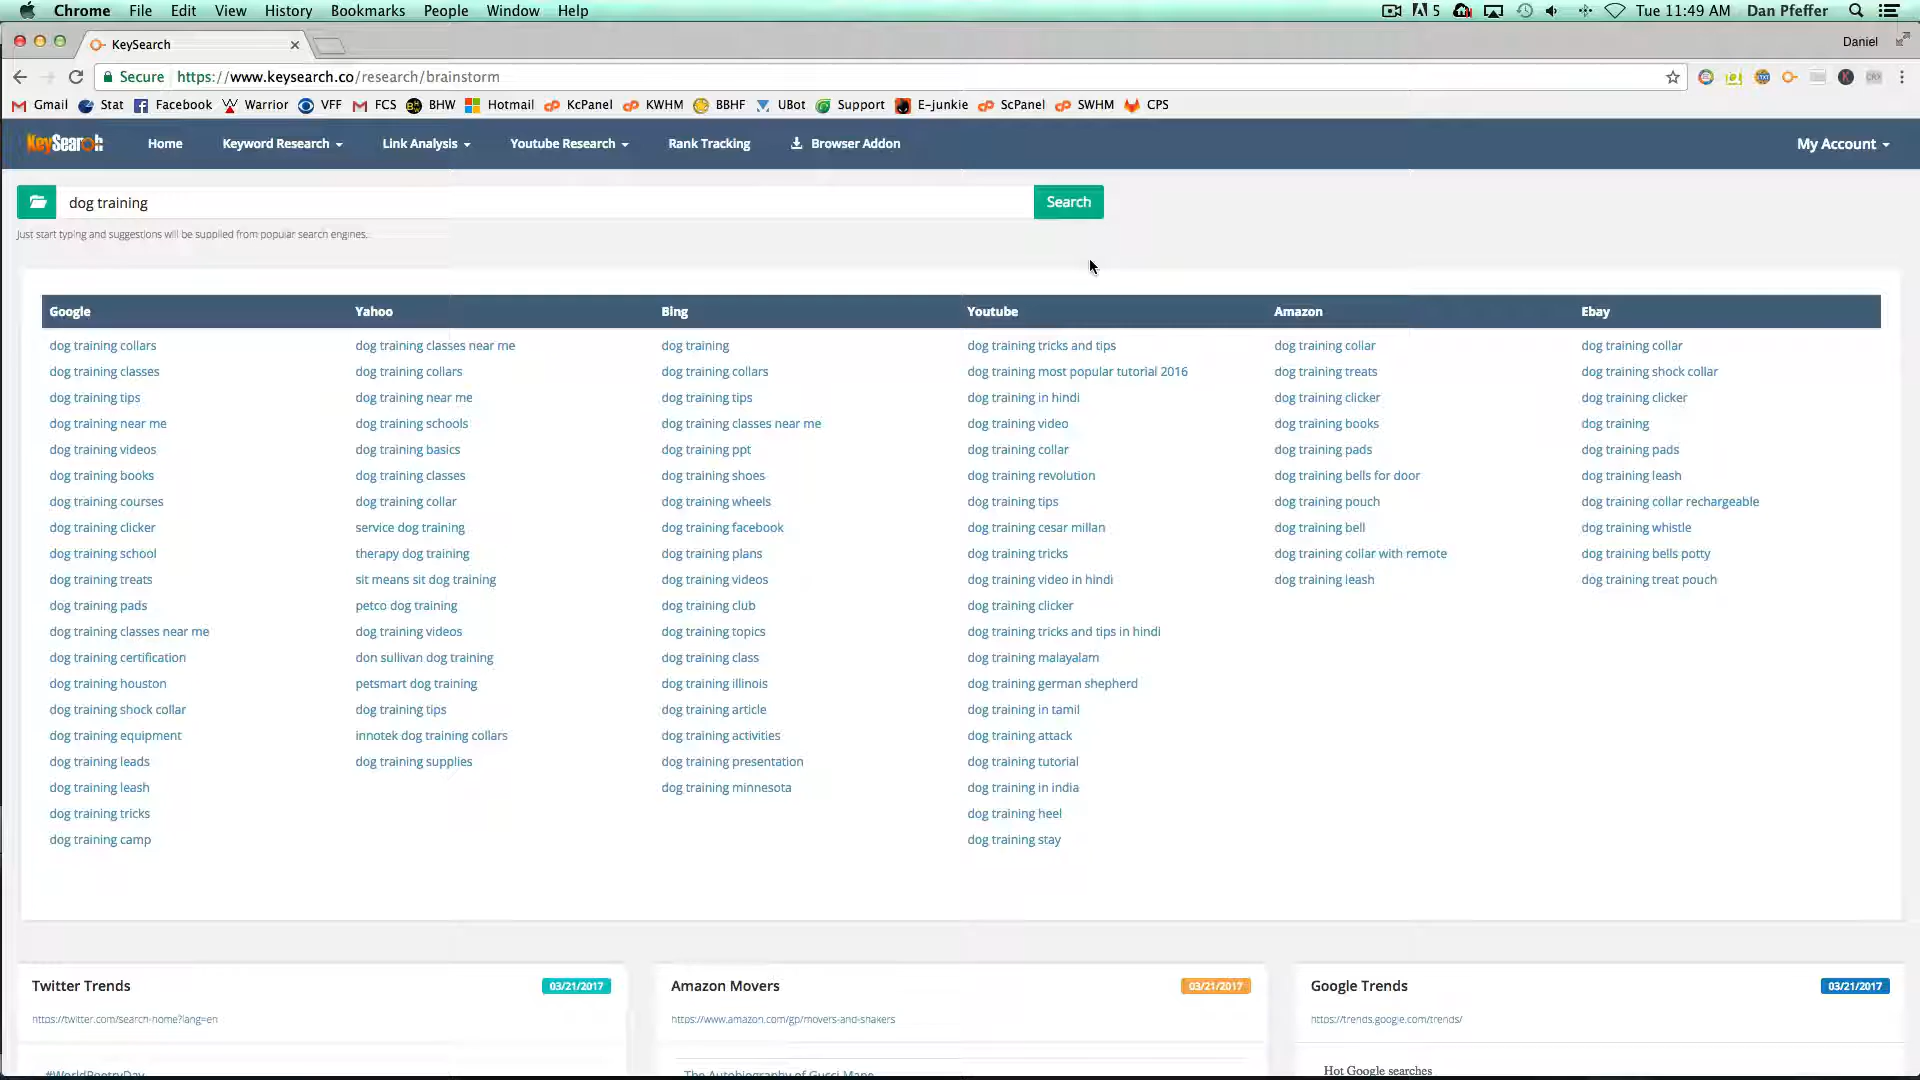 Chrome File Edit View History Bookmarks People Window Help 5 Tue 11:49 AM Dan Pfeffer
KeySearch Daniel
Secure https://www.keysearch.co/research/brainstorm
Gmail Stat Facebook Warrior VFF FCS BHW Hotmail KcPanel KWHM BBHF UBot Support E-junkie ScPanel SWHM CPS
KeySearch Home Keyword Research Link Analysis Youtube Research Rank Tracking Browser Addon My Account
dog training Search
Just start typing and suggestions will be supplied from popular search engines.
Google Yahoo Bing Youtube Amazon Ebay
dog training collars dog training classes near me dog training dog training tricks and tips dog training collar dog training collar
dog training classes dog training collars dog training collars dog training most popular tutorial 2016 dog training treats dog training shock collar
dog training tips dog training near me dog training tips dog training in hindi dog training clicker dog training clicker
dog training near me dog training schools dog training classes near me dog training video dog training books dog training
dog training videos dog training basics dog training ppt dog training collar dog training pads dog training pads
dog training books dog training classes dog training shoes dog training revolution dog training bells for door dog training leash
dog training courses dog training collar dog training wheels dog training tips dog training pouch dog training collar rechargeable
dog training clicker service dog training dog training facebook dog training cesar millan dog training bell dog training whistle
dog training school therapy dog training dog training plans dog training tricks dog training collar with remote dog training bells potty
dog training treats sit means sit dog training dog training videos dog training video in hindi dog training leash dog training treat pouch
dog training pads petco dog training dog training club dog training clicker
dog training classes near me dog training videos dog training topics dog training tricks and tips in hindi
dog training certification don sullivan dog training dog training class dog training malayalam
dog training houston petsmart dog training dog training illinois dog training german shepherd
dog training shock collar dog training tips dog training article dog training in tamil
dog training equipment innotek dog training collars dog training activities dog training attack
dog training leads dog training supplies dog training presentation dog training tutorial
dog training leash dog training minnesota dog training in india
dog training tricks dog training heel
dog training camp dog training stay
Twitter Trends 03/21/2017 Amazon Movers 03/21/2017 Google Trends 03/21/2017
https://twitter.com/search-home?lang=en https://www.amazon.com/gp/movers-and-shakers https://trends.google.com/trends/
#WorldPoetryDay The Autobiography of Gucci Mane Hot Google searches